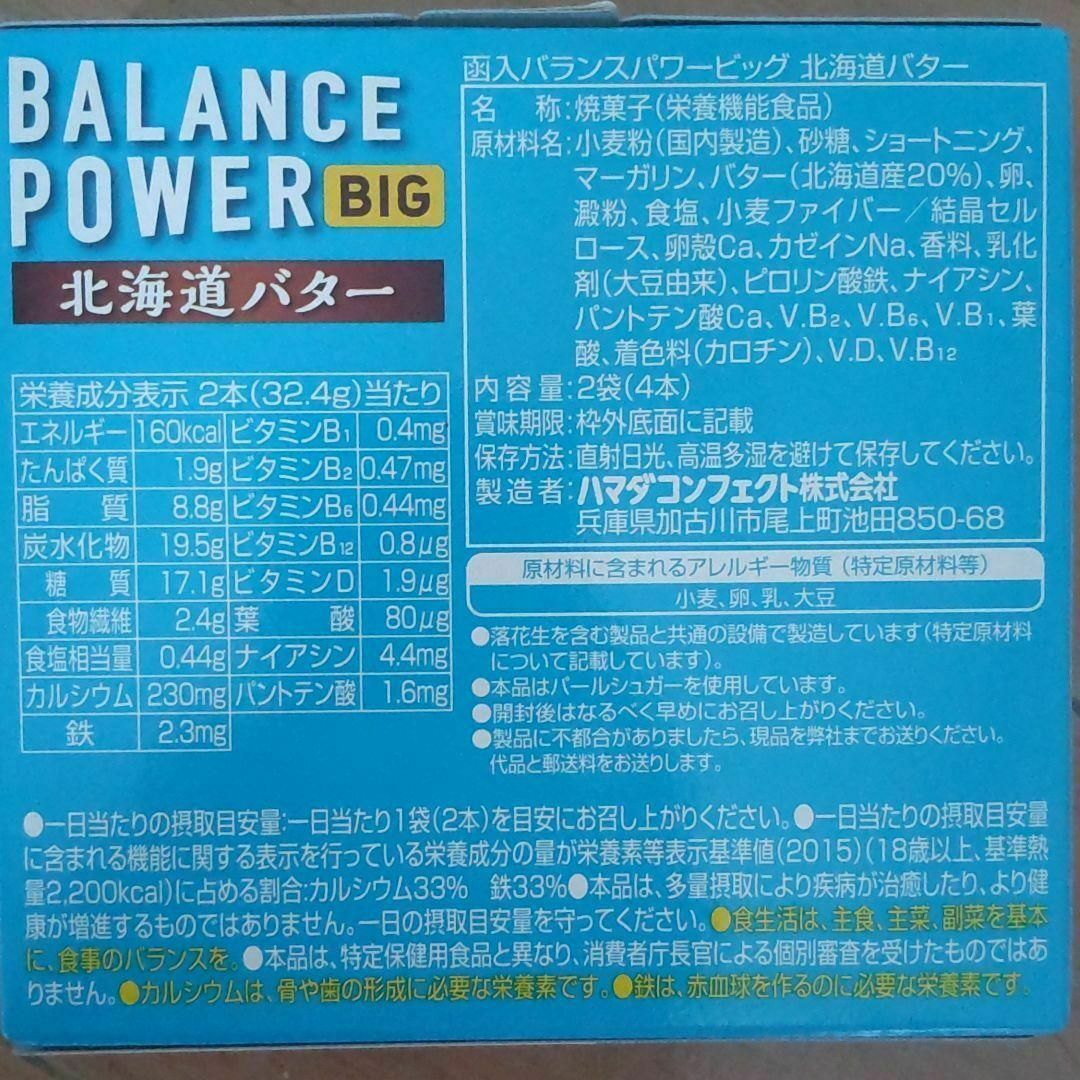 BALANCE
POWER BIG
北海道バター
栄養成分表示 2本(32.4g)当たり
エネルギー 160kcal ビタミンB1 0.4mg
たんぱく質 1.9g ビタミンB2 0.47mg
脂 質 8.8g ビタミンB6 0.44mg
炭水化物 19.5g ビタミンB12 0.8μg
糖 質 17.1g ビタミンD 1.9μg
食物繊維 2.4g 葉 酸 80μg
食塩相当量 0.44g ナイアシン 4.4mg
カルシウム 230mg パントテン酸 1.6mg
鉄 2.3mg
函入バランスパワービッグ 北海道バター
名 称:焼菓子(栄養機能食品)
原材料名:小麦粉(国内製造)、砂糖、ショートニング、
マーガリン、バター(北海道産20%)、卵、
澱粉、食塩、小麦ファイバー/結晶セル
ロース、卵殻Ca、カゼインNa、香料、乳化
剤(大豆由来)、ピロリン酸鉄、ナイアシン、
パントテン酸Ca、V.B2、V.B6、V.B1、葉
酸、着色料(カロチン)、V.D、V.B12
内容量:2袋(4本)
賞味期限:枠外底面に記載
保存方法:直射日光、高温多湿を避けて保存してください。
製造者:ハマダコンフェクト株式会社
兵庫県加古川市尾上町池田850-68
原材料に含まれるアレルギー物質(特定原材料等)
小麦、卵、乳、大豆
●落花生を含む製品と共通の設備で製造しています(特定原材料
について記載しています)。
●本品はパールシュガーを使用しています。
●開封後はなるべく早めにお召し上がりください。
●製品に不都合がありましたら、現品を弊社までお送りください。
代品と郵送料をお送りします。
●一日当たりの摂取目安量:一日当たり1袋(2本)を目安にお召し上がりください。●一日当たりの摂取目安量
に含まれる機能に関する表示を行っている栄養成分の量が栄養素等表示基準値(2015)(18歳以上、基準熱
量2,200kcal)に占める割合:カルシウム33% 鉄33%●本品は、多量摂取により疾病が治癒したり、より健
康が増進するものではありません。一日の摂取目安量を守ってください。●食生活は、主食、主菜、副菜を基本
に、食事のバランスを。●本品は、特定保健用食品と異なり、消費者庁長官による個別審査を受けたものではあ
りません。●カルシウムは、骨や歯の形成に必要な栄養素です。●鉄は、赤血球を作るのに必要な栄養素です。